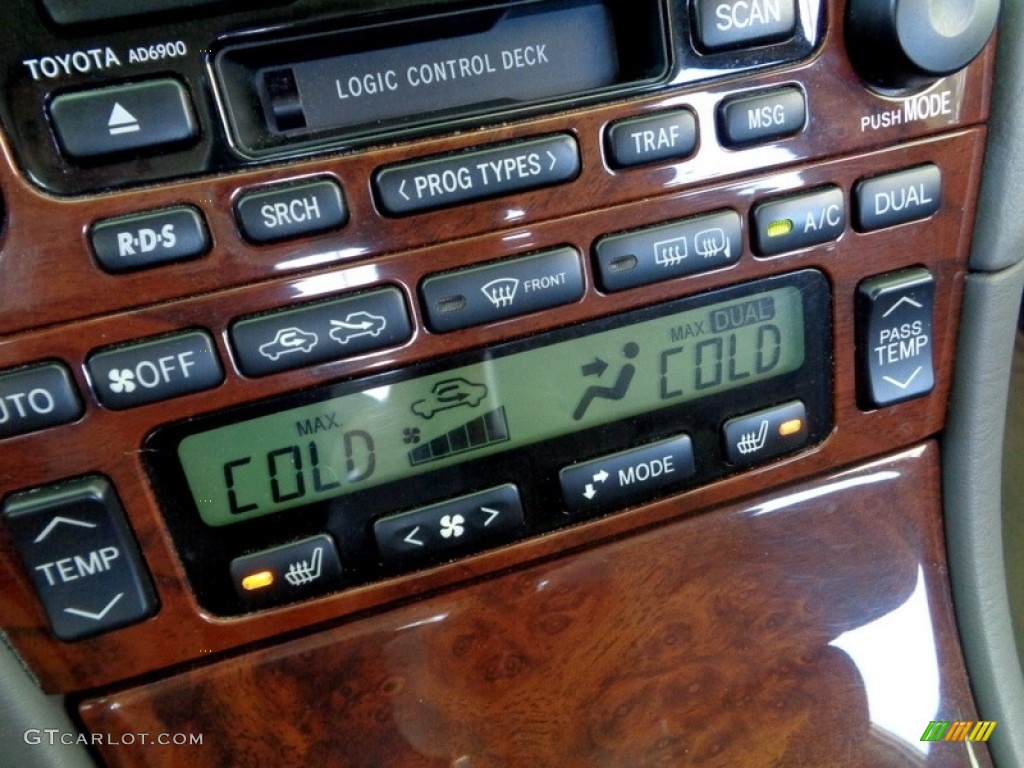 SCAN
TOYOTA AD6900
LOGIC CONTROL DECK
PUSH MODE
MSG
TRAF
< PROG TYPES >
SRCH
R·D·S
DUAL
A/C
FRONT
OFF
PASS TEMP
MAX DUAL
COLD
MAX.
COLD
MODE
< >
TEMP
GTCARLOT.COM